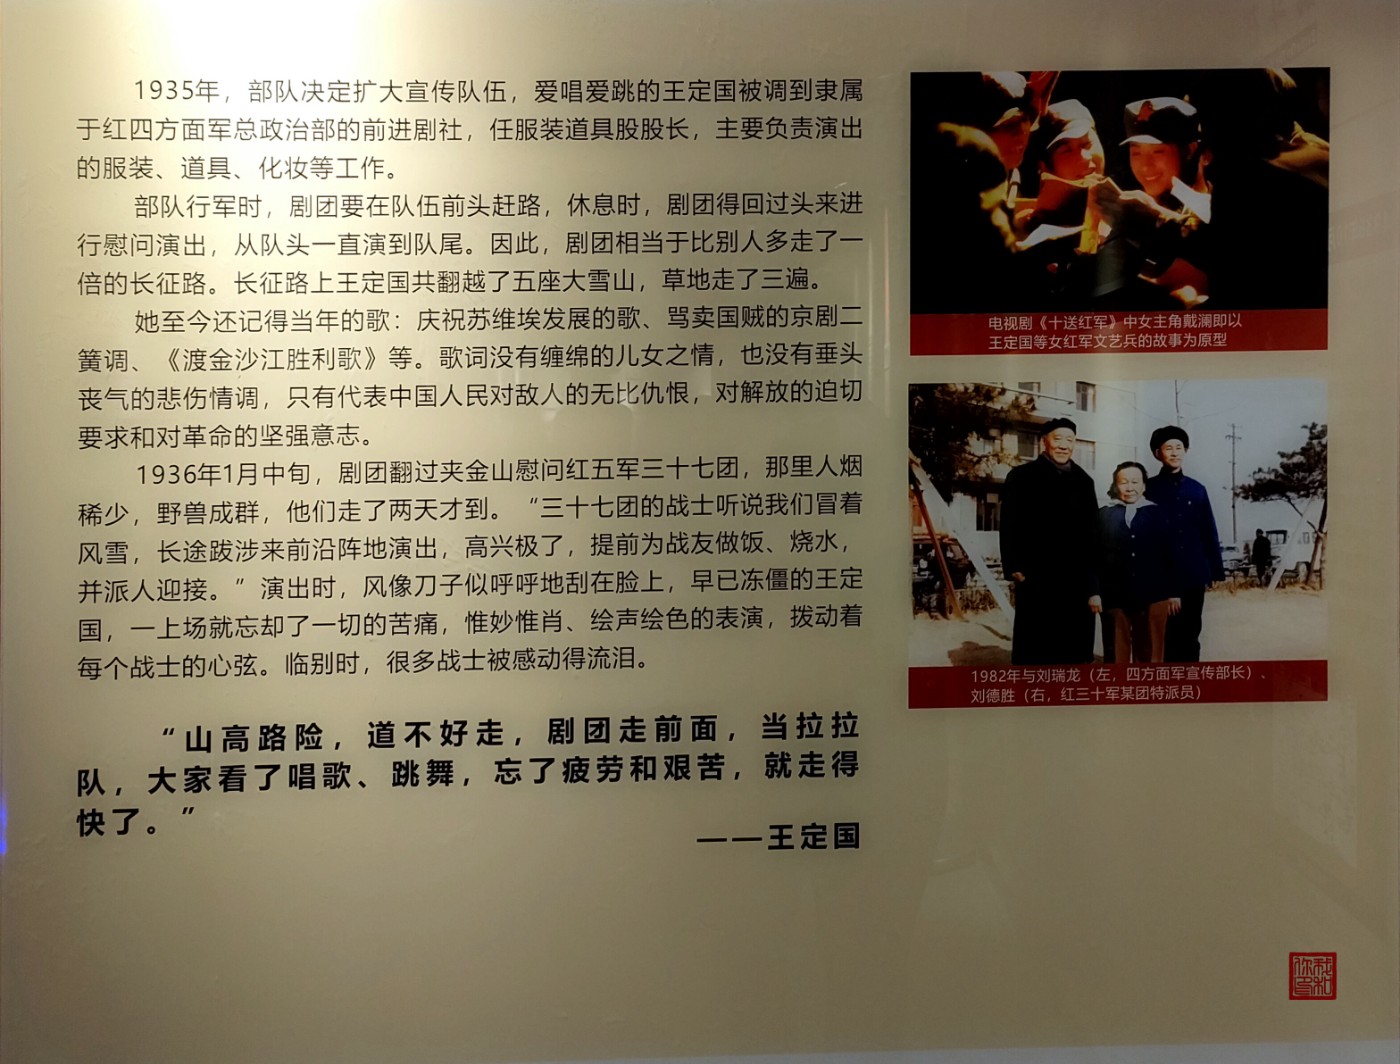 1935年，部队决定扩大宣传队伍，爱唱爱跳的王定国被调到隶属
于红四方面军总政治部的前进剧社，任服装道具股股长，主要负责演出
的服装、道具、化妆等工作。
部队行军时，剧团要在队伍前头赶路，休息时，剧团得回过头来进
行慰问演出，从队头一直演到队尾。因此，剧团相当于比别人多走了一
倍的长征路。长征路上王定国共翻越了五座大雪山，草地走了三遍。
她至今还记得当年的歌：庆祝苏维埃发展的歌、骂卖国贼的京剧二
簧调、《渡金沙江胜利歌》等。歌词没有缠绵的儿女之情，也没有垂头
丧气的悲伤情调，只有代表中国人民对敌人的无比仇恨，对解放的迫切
要求和对革命的坚强意志。
1936年1月中旬，剧团翻过夹金山慰问红五军三十七团，那里人烟
稀少，野兽成群，他们走了两天才到。“三十七团的战士听说我们冒着
风雪，长途跋涉来前沿阵地演出，高兴极了，提前为战友做饭、烧水，
并派人迎接。”演出时，风像刀子似呼呼地刮在脸上，早已冻僵的王定
国，一上场就忘却了一切的苦痛，惟妙惟肖、绘声绘色的表演，拨动着
每个战士的心弦。临别时，很多战士被感动得流泪。
“山高路险，道不好走，剧团走前面，当拉拉
队，大家看了唱歌、跳舞，忘了疲劳和艰苦，就走得
快了。”
——王定国
电视剧《十送红军》中女主角戴澜即以
王定国等女红军文艺兵的故事为原型
1982年与刘瑞龙（左，四方面军宣传部长）、
刘德胜（右，红三十军某团特派员）